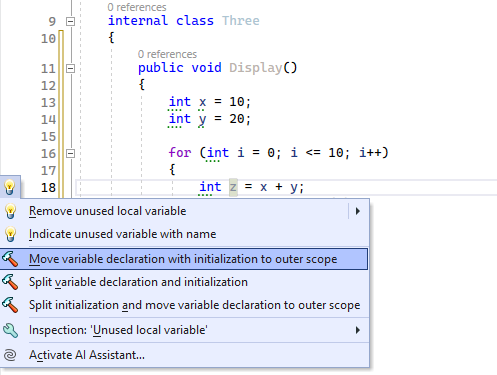 0 references
9 internal class Three
10 {
0 references
11 public void Display()
12 {
13 int x = 10;
14 int y = 20;
15
16 for (int i = 0; i <= 10; i++)
17 {
18 int z = x + y;
Remove unused local variable
Indicate unused variable with name
Move variable declaration with initialization to outer scope
Split variable declaration and initialization
Split initialization and move variable declaration to outer scope
Inspection: 'Unused local variable'
Activate AI Assistant...